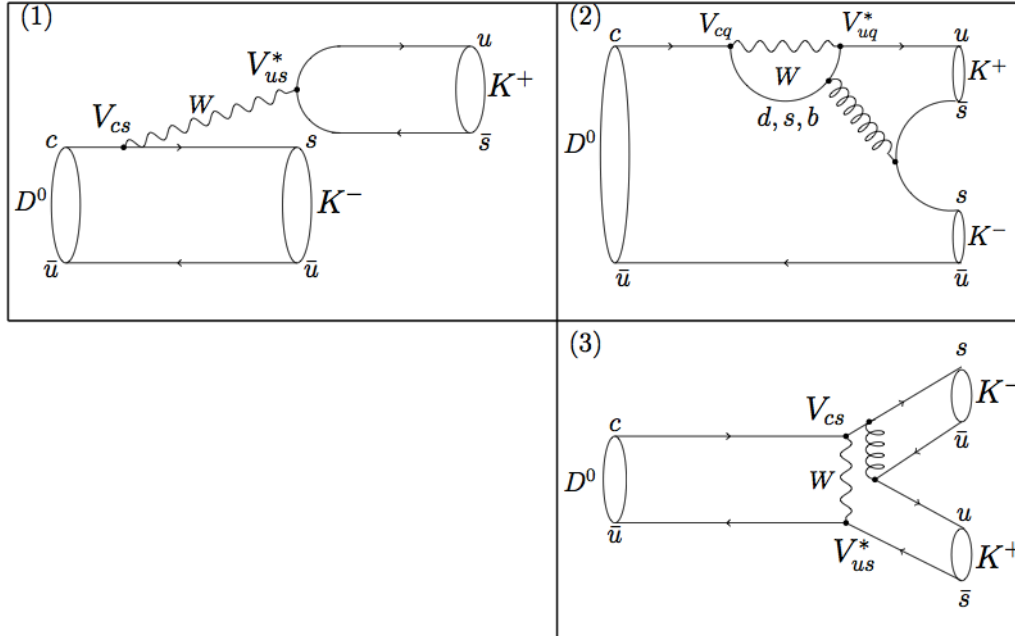 (1)
u
V*us
K+
W
Vcs
s̄
c
s
D0
K−
ū
ū
(2)
c
Vcq
V*uq
u
W
K+
s̄
d, s, b
D0
s
K−
ū
ū
(3)
s
Vcs
K−
c
ū
D0
W
u
ū
V*us
K+
s̄